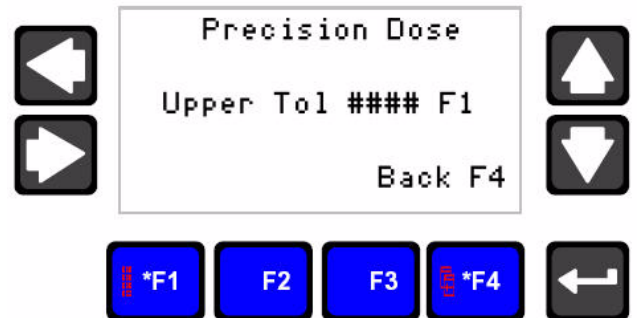 Precision Dose
Upper Tol #### F1
Back F4
*F1 F2 F3 *F4